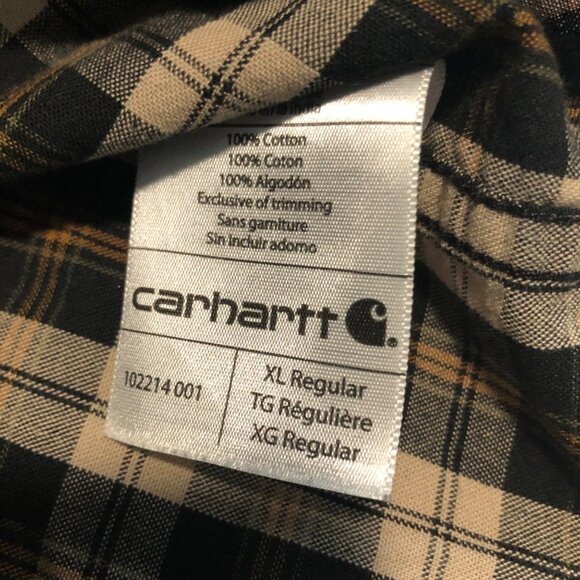 100% Cotton
100% Coton
100% Algodón
Exclusive of trimming
Sans garniture
Sin incluir adorno
carhartt
102214 001
XL Regular
TG Régulière
XG Regular